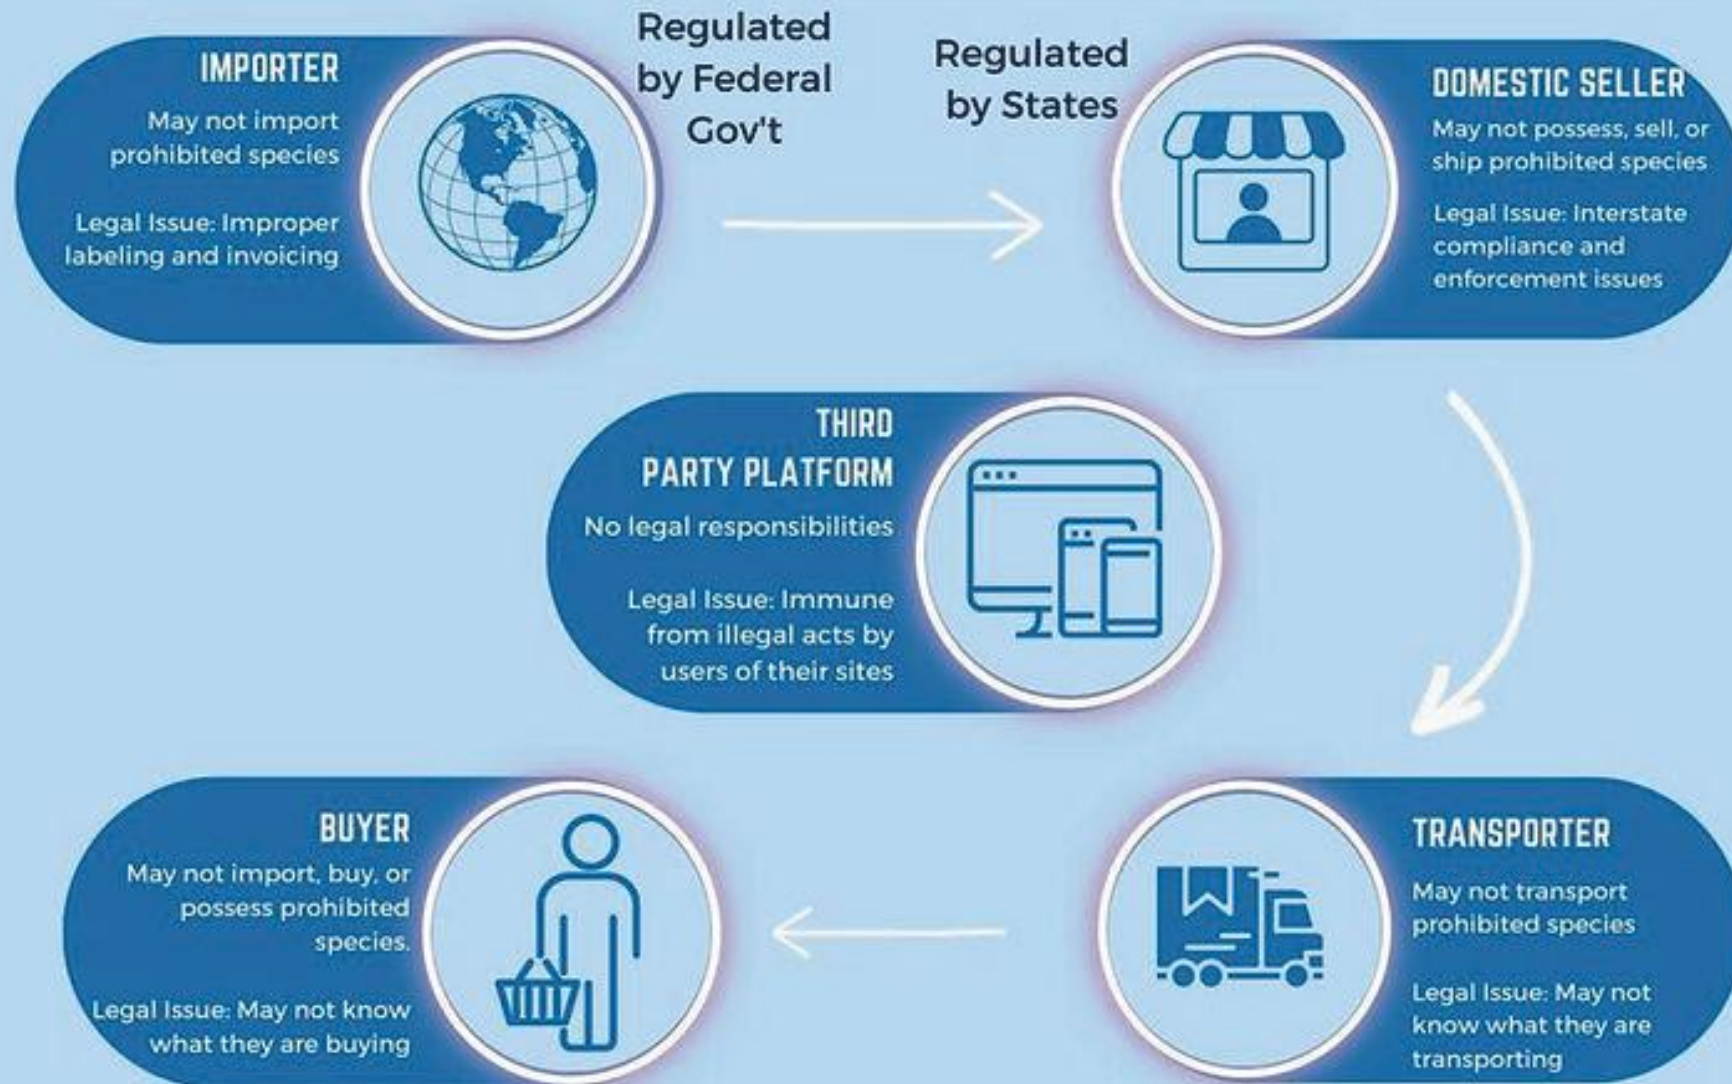 IMPORTER
May not import
prohibited species
Legal Issue: Improper
labeling and invoicing
Regulated
by Federal
Gov't
Regulated
by States
DOMESTIC SELLER
May not possess, sell, or
ship prohibited species
Legal Issue: Interstate
compliance and
enforcement issues
THIRD
PARTY PLATFORM
No legal responsibilities
Legal Issue: Immune
from illegal acts by
users of their sites
BUYER
May not import, buy, or
possess prohibited
species.
Legal Issue: May not know
what they are buying
TRANSPORTER
May not transport
prohibited species
Legal Issue: May not
know what they are
transporting